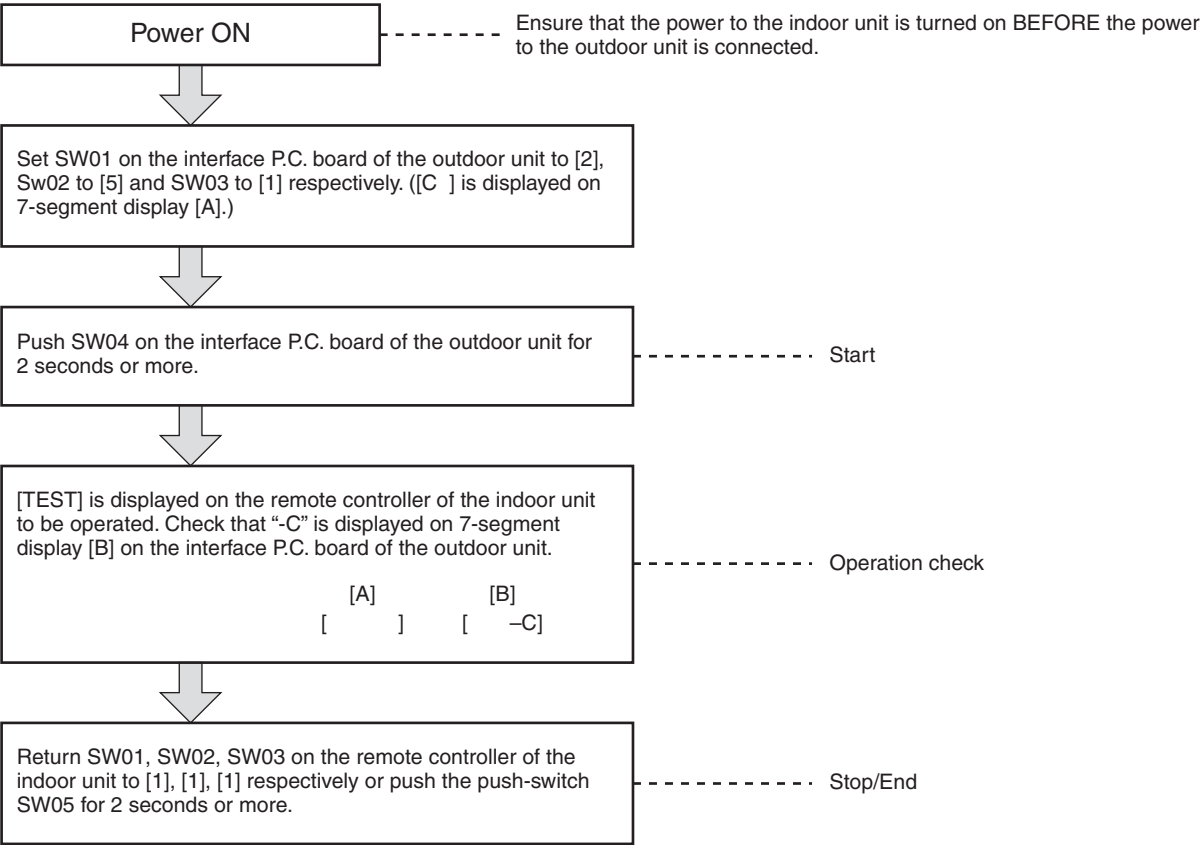 Power ON
Ensure that the power to the indoor unit is turned on BEFORE the power
to the outdoor unit is connected.
Set SW01 on the interface P.C. board of the outdoor unit to [2],
Sw02 to [5] and SW03 to [1] respectively. ([C  ] is displayed on
7-segment display [A].)
Push SW04 on the interface P.C. board of the outdoor unit for
2 seconds or more.
Start
[TEST] is displayed on the remote controller of the indoor unit
to be operated. Check that “-C” is displayed on 7-segment
display [B] on the interface P.C. board of the outdoor unit.
[A] [B]
[ ] [ –C]
Operation check
Return SW01, SW02, SW03 on the remote controller of the
indoor unit to [1], [1], [1] respectively or push the push-switch
SW05 for 2 seconds or more.
Stop/End